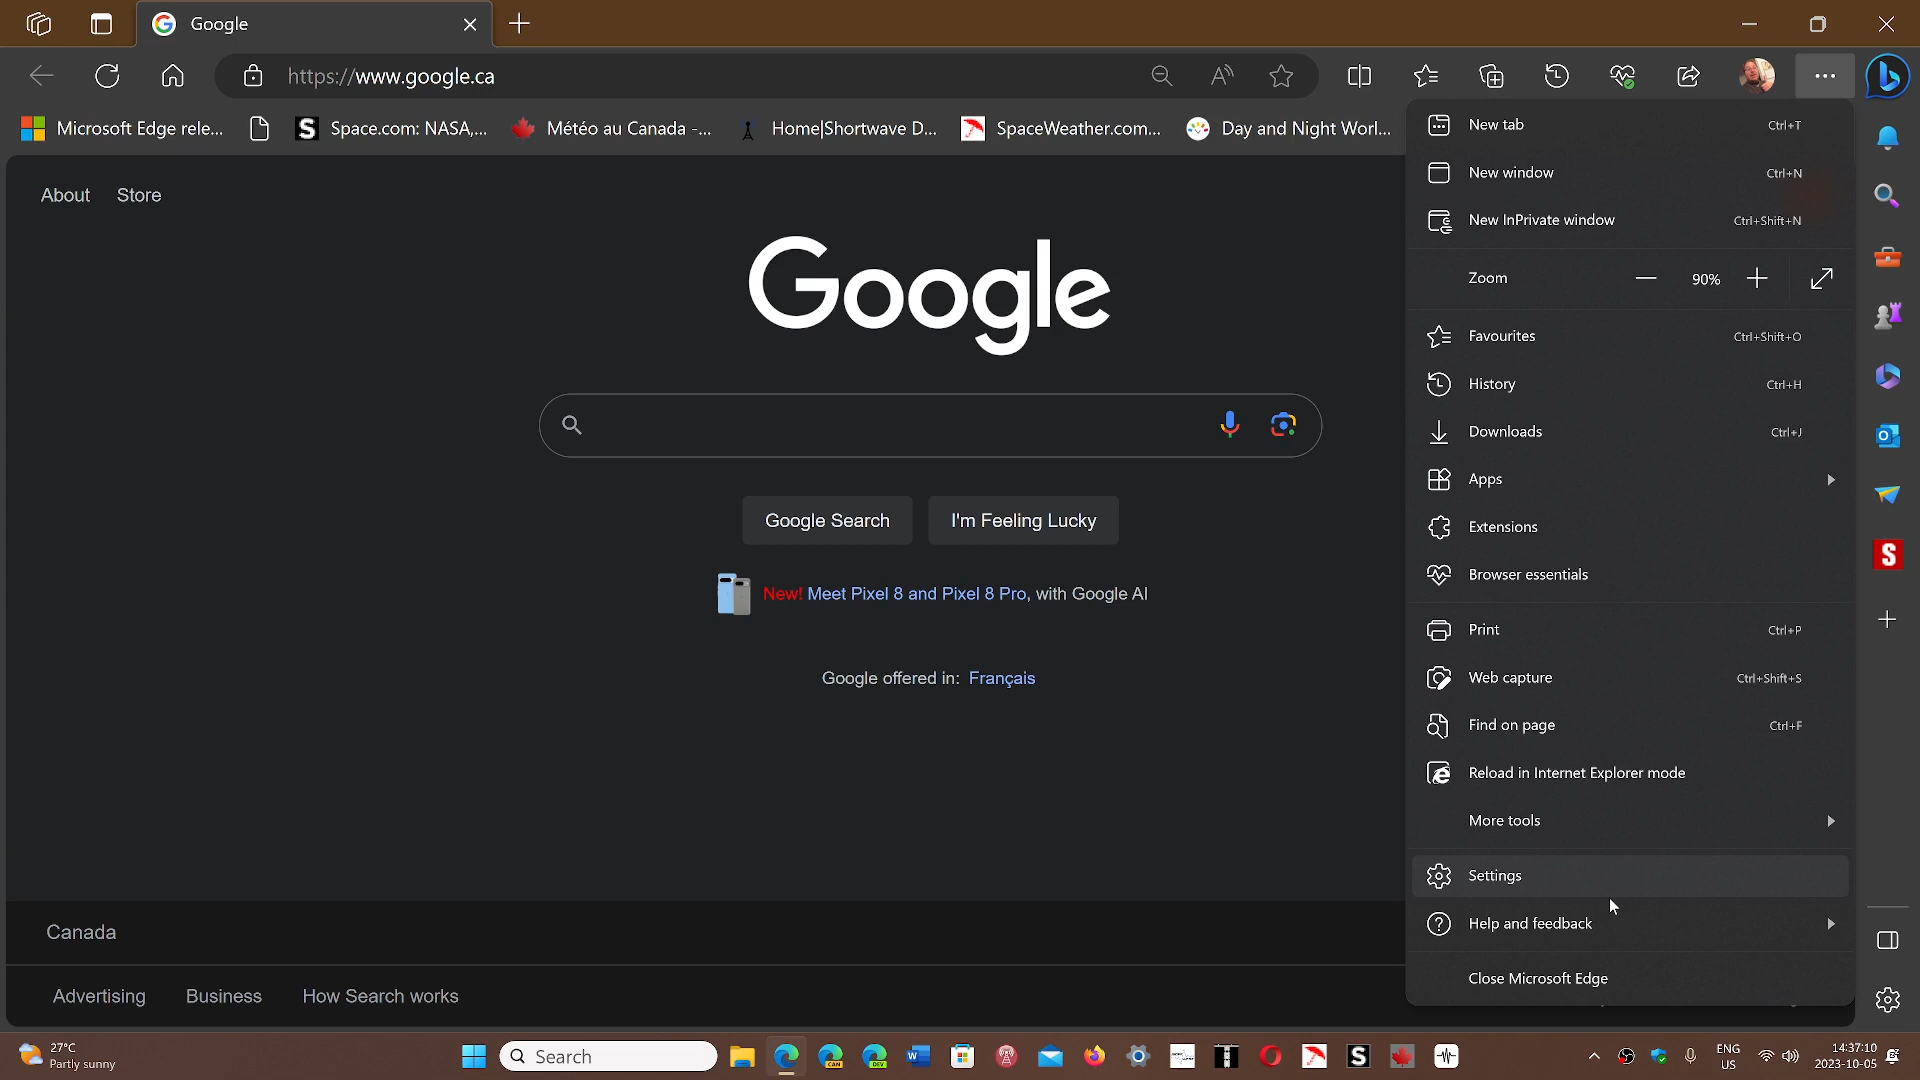 Google
https://www.google.ca
Microsoft Edge rele...
Space.com: NASA,...
Météo au Canada -...
Home|Shortwave D...
SpaceWeather.com...
Day and Night Worl...
About Store
Google
Google Search
I'm Feeling Lucky
New! Meet Pixel 8 and Pixel 8 Pro, with Google AI
Google offered in: Français
Canada
Advertising Business How Search works
New tab Ctrl+T
New window Ctrl+N
New InPrivate window Ctrl+Shift+N
Zoom 90%
Favourites Ctrl+Shift+O
History Ctrl+H
Downloads Ctrl+J
Apps
Extensions
Browser essentials
Print Ctrl+P
Web capture Ctrl+Shift+S
Find on page Ctrl+F
Reload in Internet Explorer mode
More tools
Settings
Help and feedback
Close Microsoft Edge
27°C
Partly sunny
Search
CAN
DEV
ENG
US
14:37:10
2023-10-05